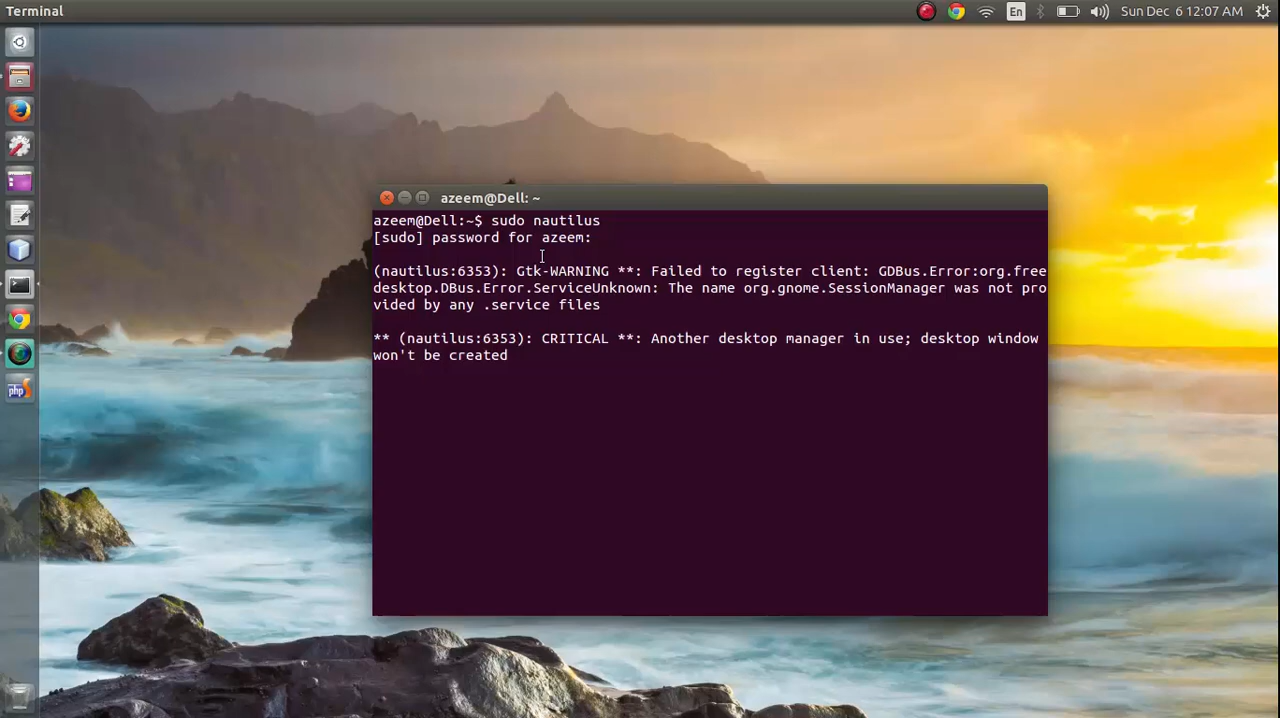 Terminal
En
Sun Dec 6 12:07 AM
azeem@Dell: ~
azeem@Dell:~$ sudo nautilus
[sudo] password for azeem:
(nautilus:6353): Gtk-WARNING **: Failed to register client: GDBus.Error:org.free
desktop.DBus.Error.ServiceUnknown: The name org.gnome.SessionManager was not pro
vided by any .service files
** (nautilus:6353): CRITICAL **: Another desktop manager in use; desktop window
won't be created
php